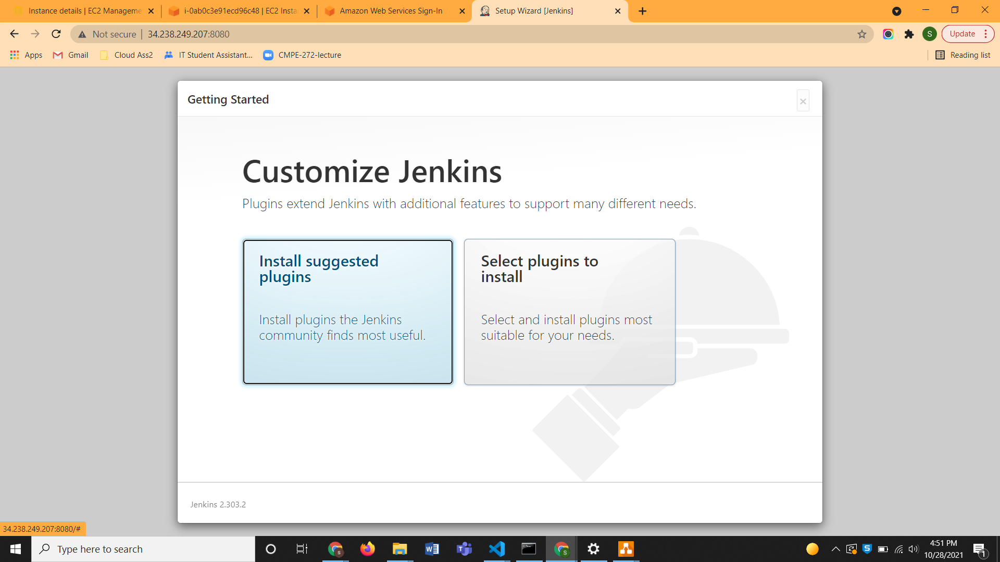 Instance details | EC2 Manageme
i-0ab0c3e91ecd96c48 | EC2 Insta
Amazon Web Services Sign-In
Setup Wizard [Jenkins]
Not secure
34.238.249.207:8080
S
Update
Apps
Gmail
Cloud Ass2
IT Student Assistant...
CMPE-272-lecture
Reading list
Getting Started
×
Customize Jenkins
Plugins extend Jenkins with additional features to support many different needs.
Install suggested
plugins
Install plugins the Jenkins
community finds most useful.
Select plugins to
install
Select and install plugins most
suitable for your needs.
Jenkins 2.303.2
34.238.249.207:8080/#
Type here to search
4:51 PM
10/28/2021
1